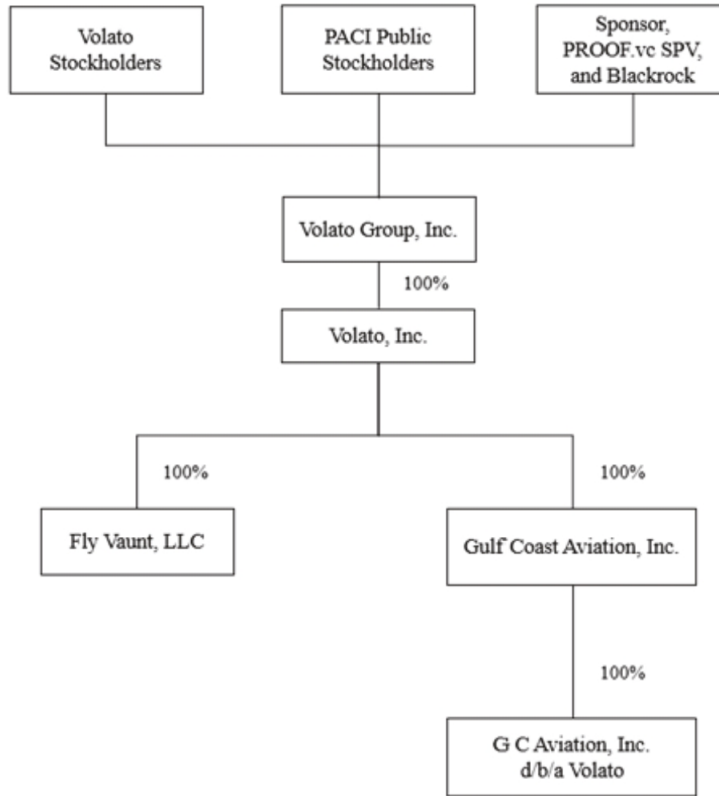 Volato
Stockholders
PACI Public
Stockholders
Sponsor,
PROOF.vc SPV,
and Blackrock
Volato Group, Inc.
100%
Volato, Inc.
100%
100%
Fly Vaunt, LLC
Gulf Coast Aviation, Inc.
100%
G C Aviation, Inc.
d/b/a Volato